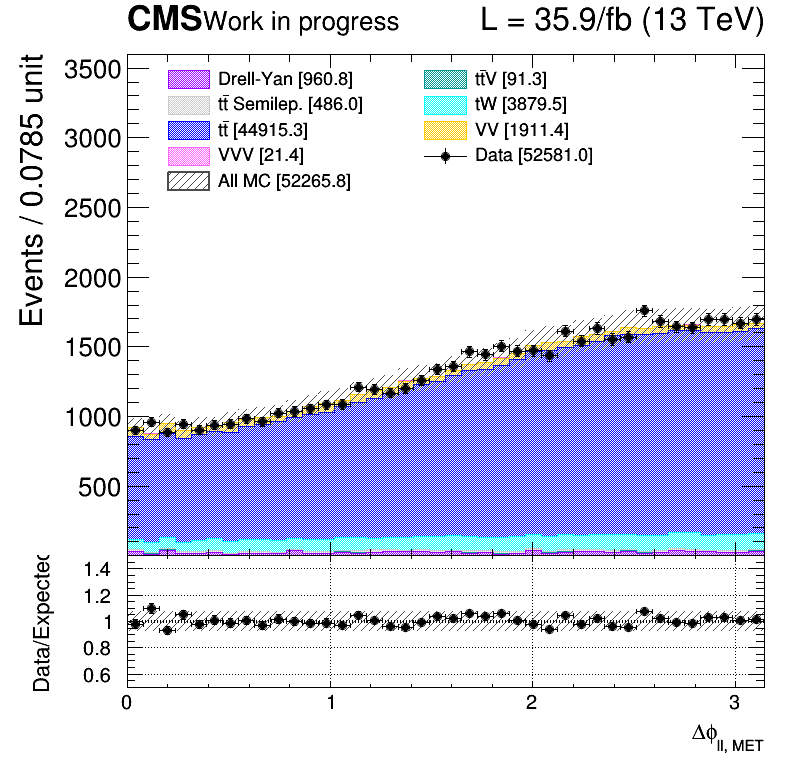 CMS Work in progress L = 35.9/fb (13 TeV)
Events / 0.0785 unit
3500
3000
2500
2000
1500
1000
500
Drell-Yan [960.8]
tt̄ Semilep. [486.0]
tt̄ [44915.3]
VVV [21.4]
All MC [52265.8]
tt̄V [91.3]
tW [3879.5]
VV [1911.4]
Data [52581.0]
Data/Expected
1.4
1.2
1
0.8
0.6
0 1 2 3
Δϕll, MET